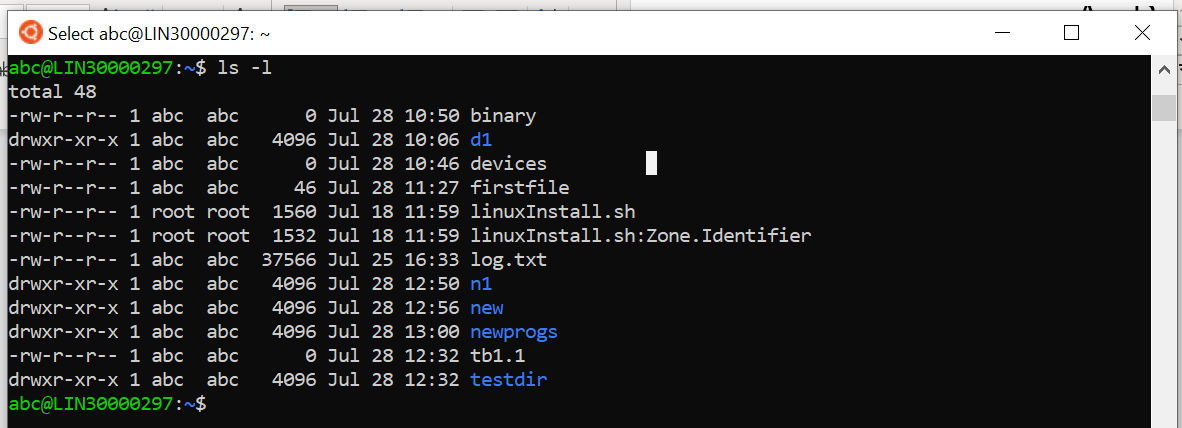 Select abc@LIN30000297: ~
abc@LIN30000297:~$ ls -l
total 48
-rw-r--r-- 1 abc  abc      0 Jul 28 10:50 binary
drwxr-xr-x 1 abc  abc   4096 Jul 28 10:06 d1
-rw-r--r-- 1 abc  abc      0 Jul 28 10:46 devices
-rw-r--r-- 1 abc  abc     46 Jul 28 11:27 firstfile
-rw-r--r-- 1 root root  1560 Jul 18 11:59 linuxInstall.sh
-rw-r--r-- 1 root root  1532 Jul 18 11:59 linuxInstall.sh:Zone.Identifier
-rw-r--r-- 1 abc  abc  37566 Jul 25 16:33 log.txt
drwxr-xr-x 1 abc  abc   4096 Jul 28 12:50 n1
drwxr-xr-x 1 abc  abc   4096 Jul 28 12:56 new
drwxr-xr-x 1 abc  abc   4096 Jul 28 13:00 newprogs
-rw-r--r-- 1 abc  abc      0 Jul 28 12:32 tb1.1
drwxr-xr-x 1 abc  abc   4096 Jul 28 12:32 testdir
abc@LIN30000297:~$